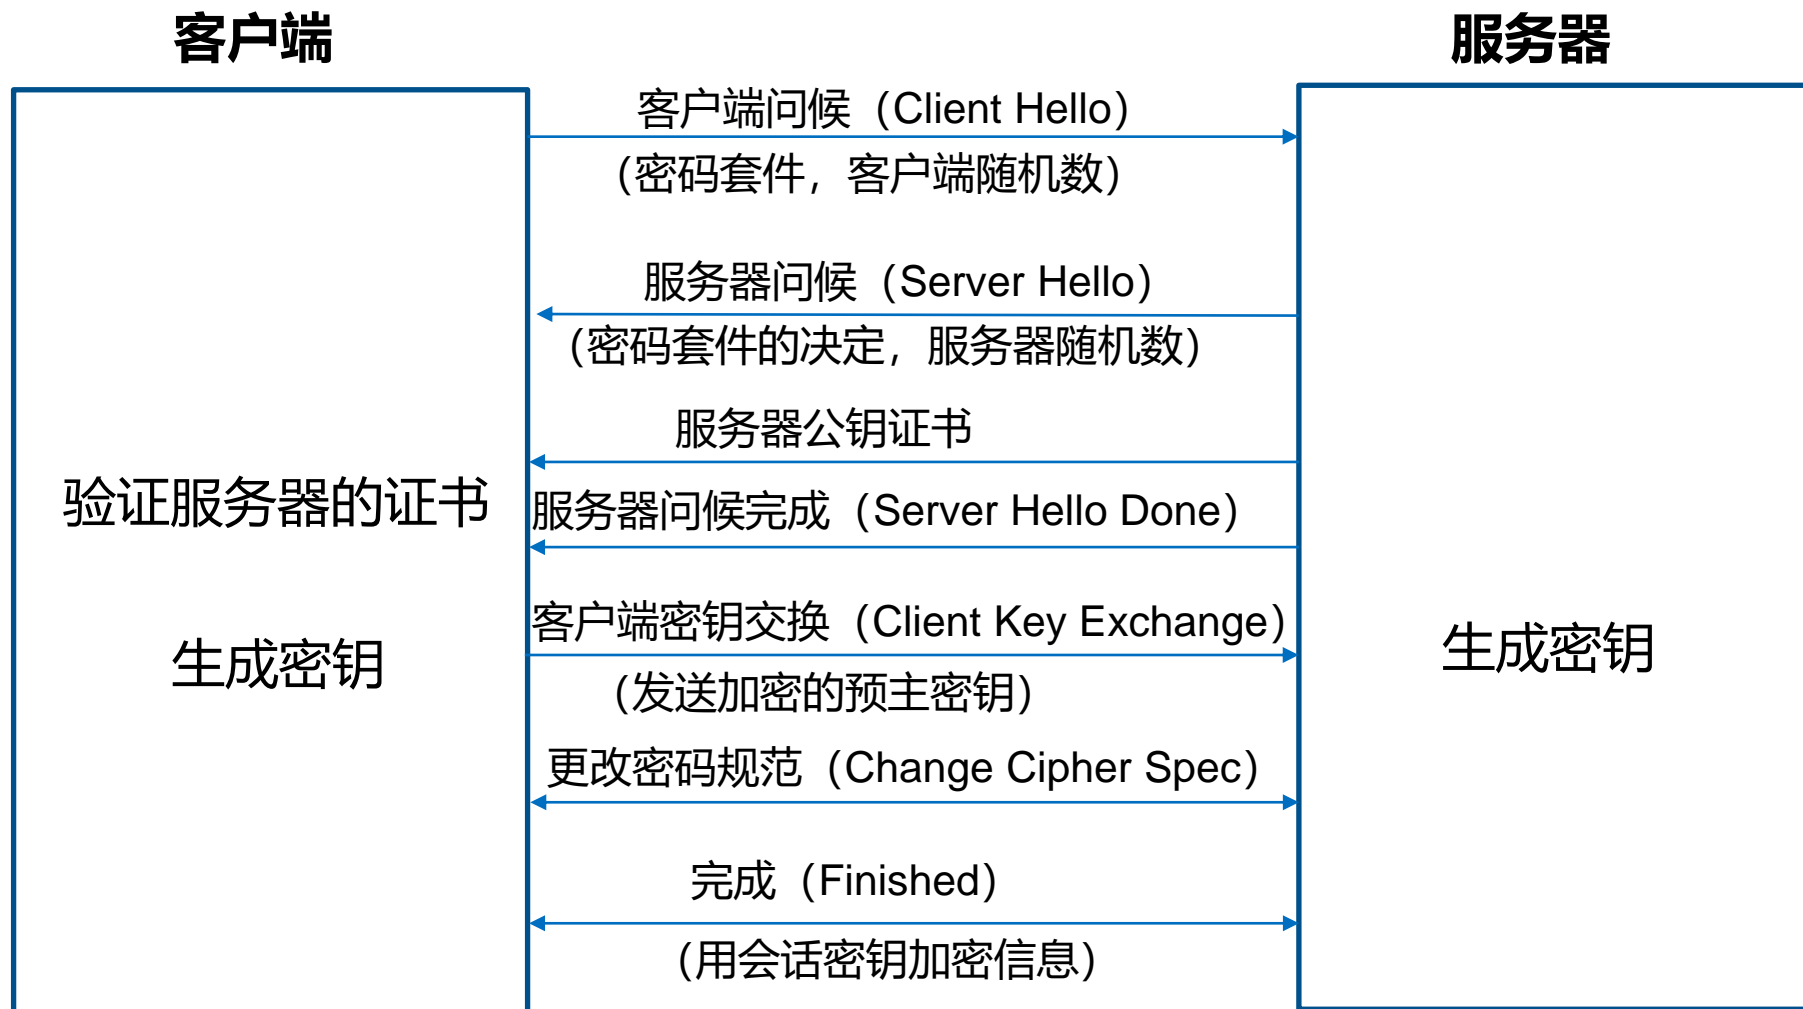 客户端
服务器
客户端问候（Client Hello）
（密码套件，客户端随机数）
服务器问候（Server Hello）
（密码套件的决定，服务器随机数）
服务器公钥证书
验证服务器的证书
服务器问候完成（Server Hello Done）
客户端密钥交换（Client Key Exchange）
生成密钥
生成密钥
（发送加密的预主密钥）
更改密码规范（Change Cipher Spec）
完成（Finished）
（用会话密钥加密信息）